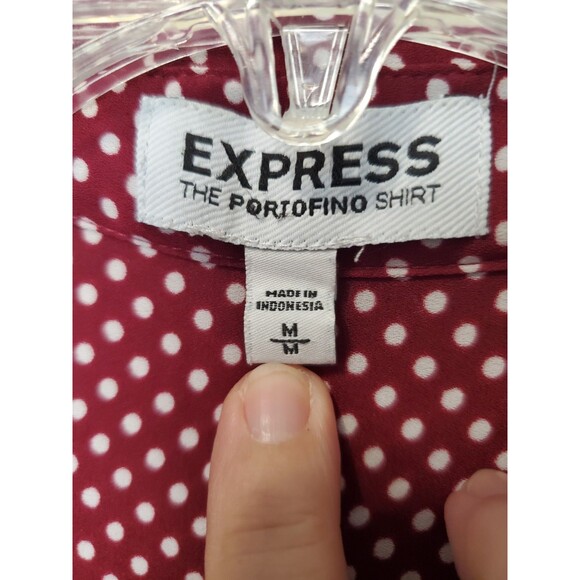 EXPRESS
THE PORTOFINO SHIRT
MADE IN
INDONESIA
M
M